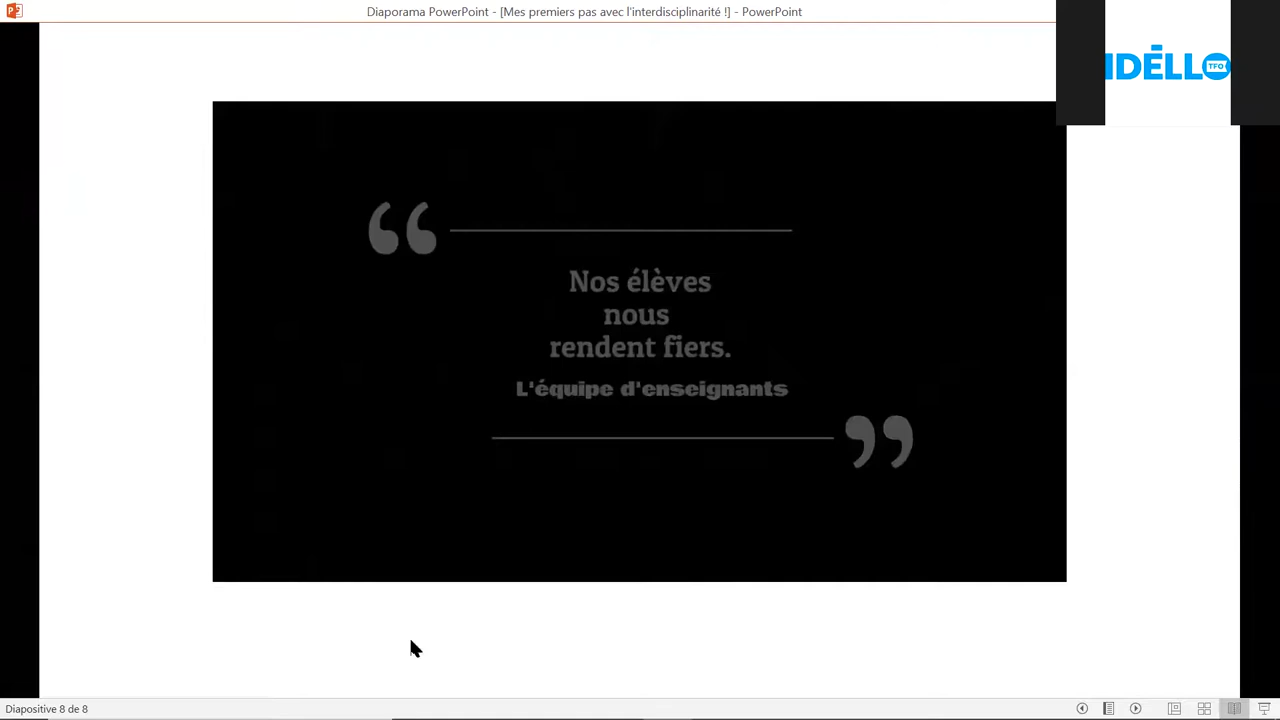 Diaporama PowerPoint - [Mes premiers pas avec l'interdisciplinarité !] - PowerPoint
IDÉLLO TFO
“
Nos élèves
nous
rendent fiers.
L'équipe d'enseignants
”
Diapositive 8 de 8